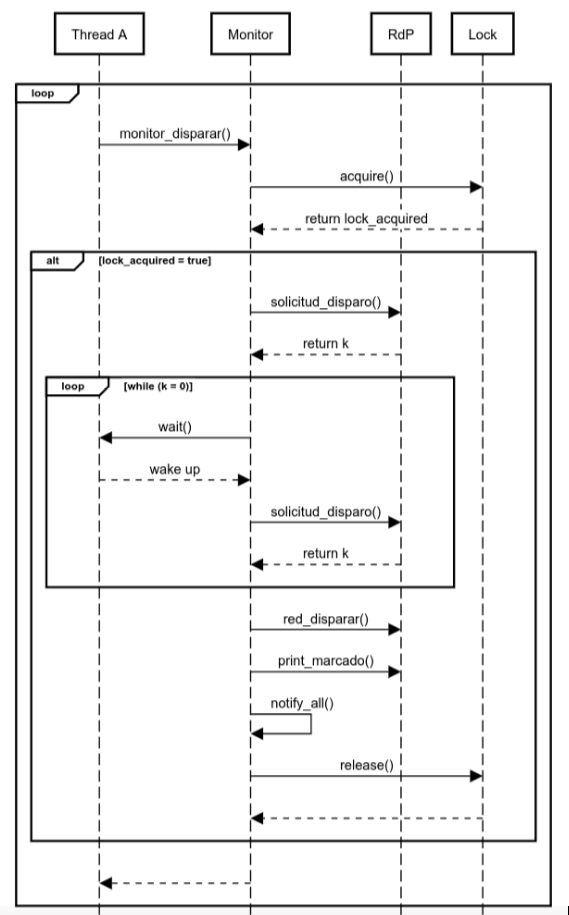 Thread A
Monitor
RdP
Lock
loop
monitor_disparar()
acquire()
return lock_acquired
alt
[lock_acquired = true]
solicitud_disparo()
return k
loop
[while (k = 0)]
wait()
wake up
solicitud_disparo()
return k
red_disparar()
print_marcado()
notify_all()
release()